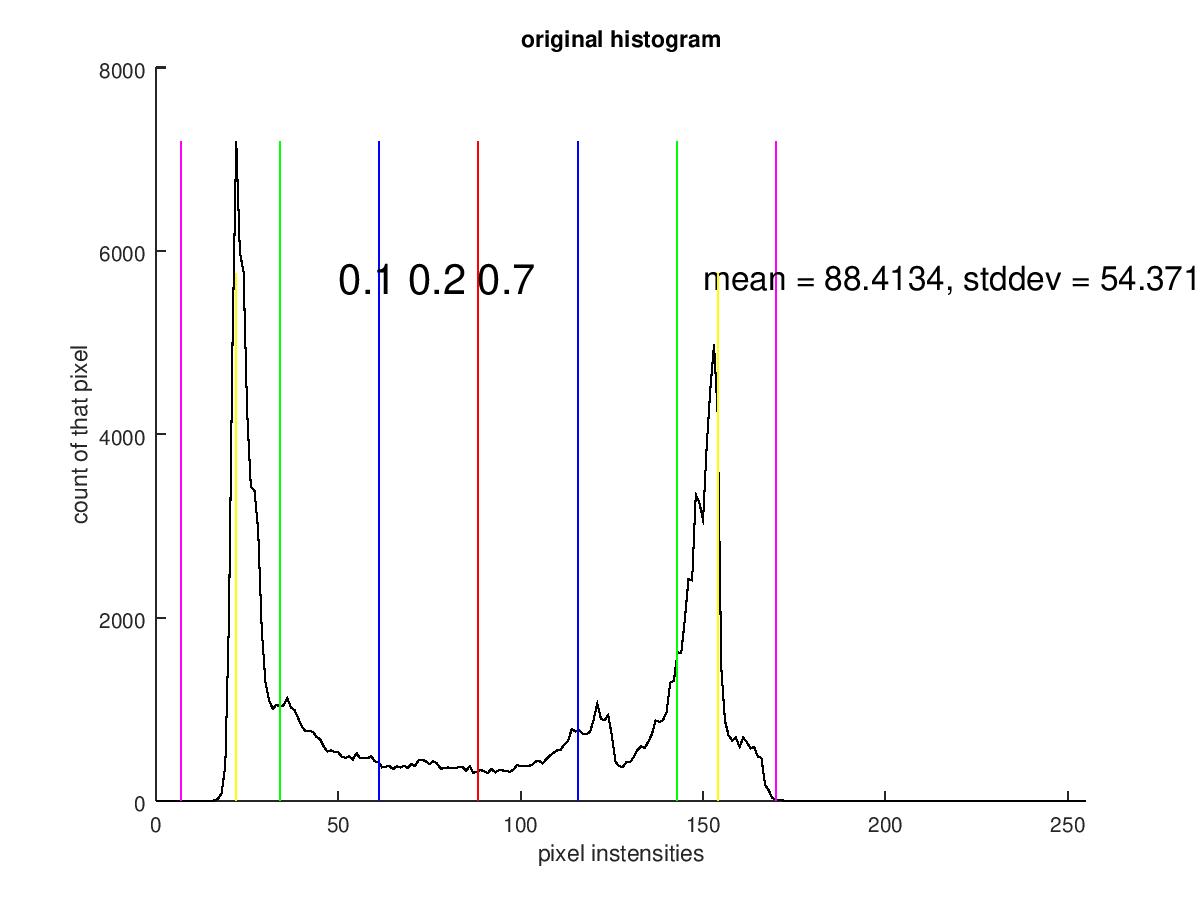 original histogram
8000
6000
4000
2000
0
count of that pixel
0.1 0.2 0.7
mean = 88.4134, stddev = 54.371
0 50 100 150 200 250
pixel instensities